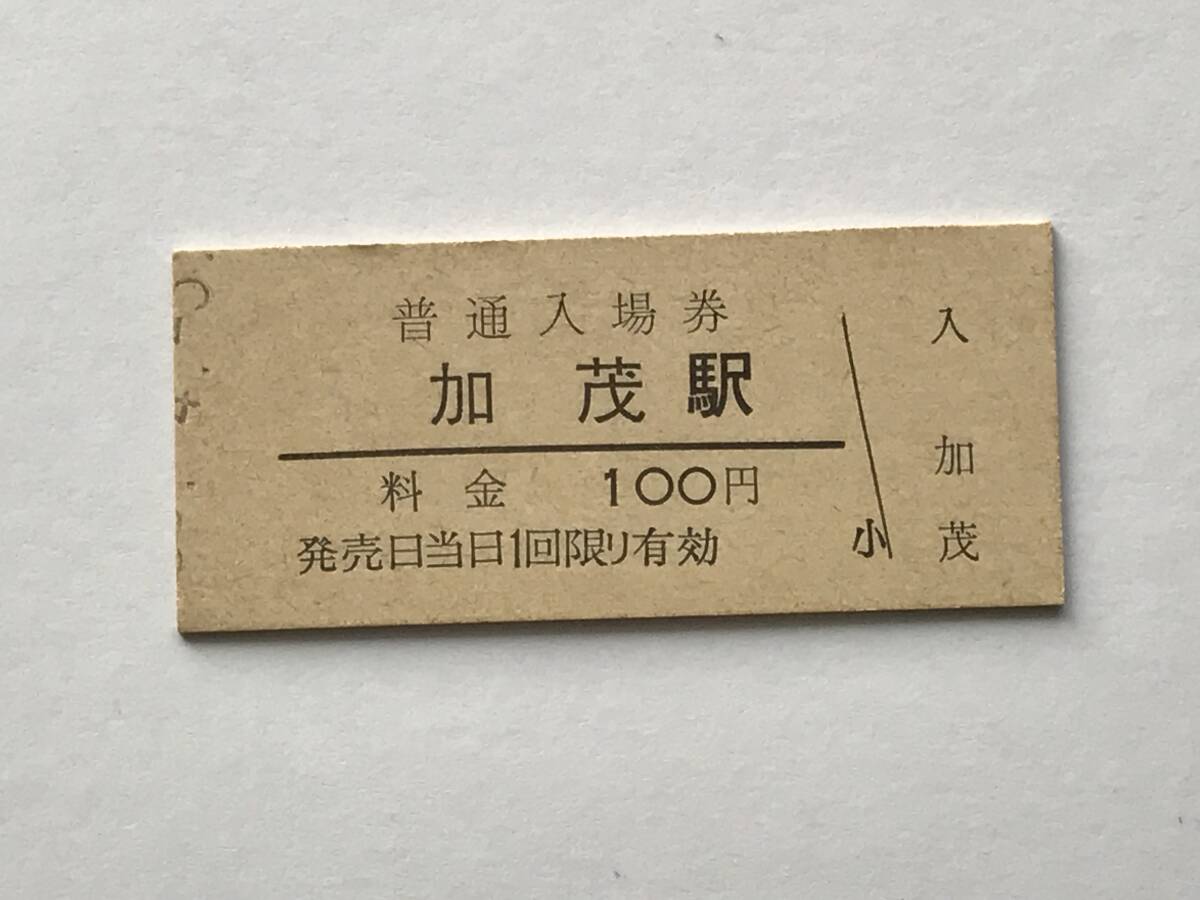 普通入場券
加茂駅
料金 100円
発売日当日1回限り有効
小
入
加
茂